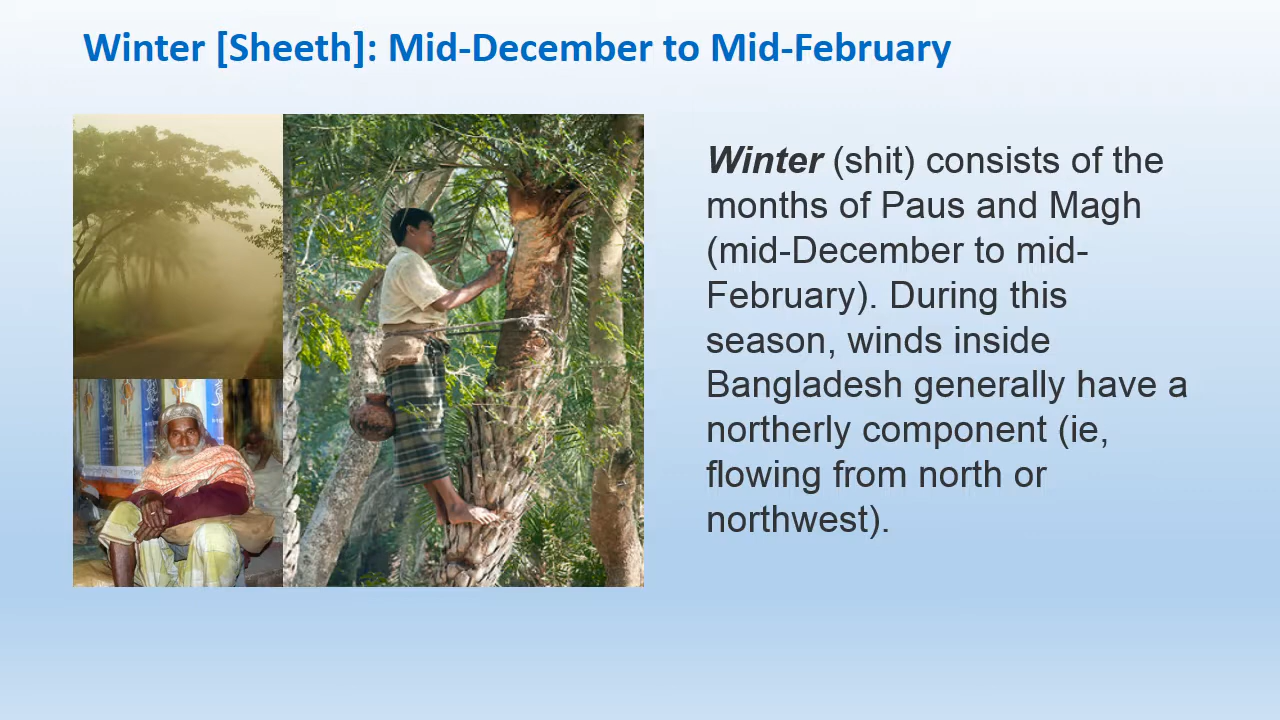 Winter [Sheeth]: Mid-December to Mid-February
Winter (shit) consists of the
months of Paus and Magh
(mid-December to mid-
February). During this
season, winds inside
Bangladesh generally have a
northerly component (ie,
flowing from north or
northwest).